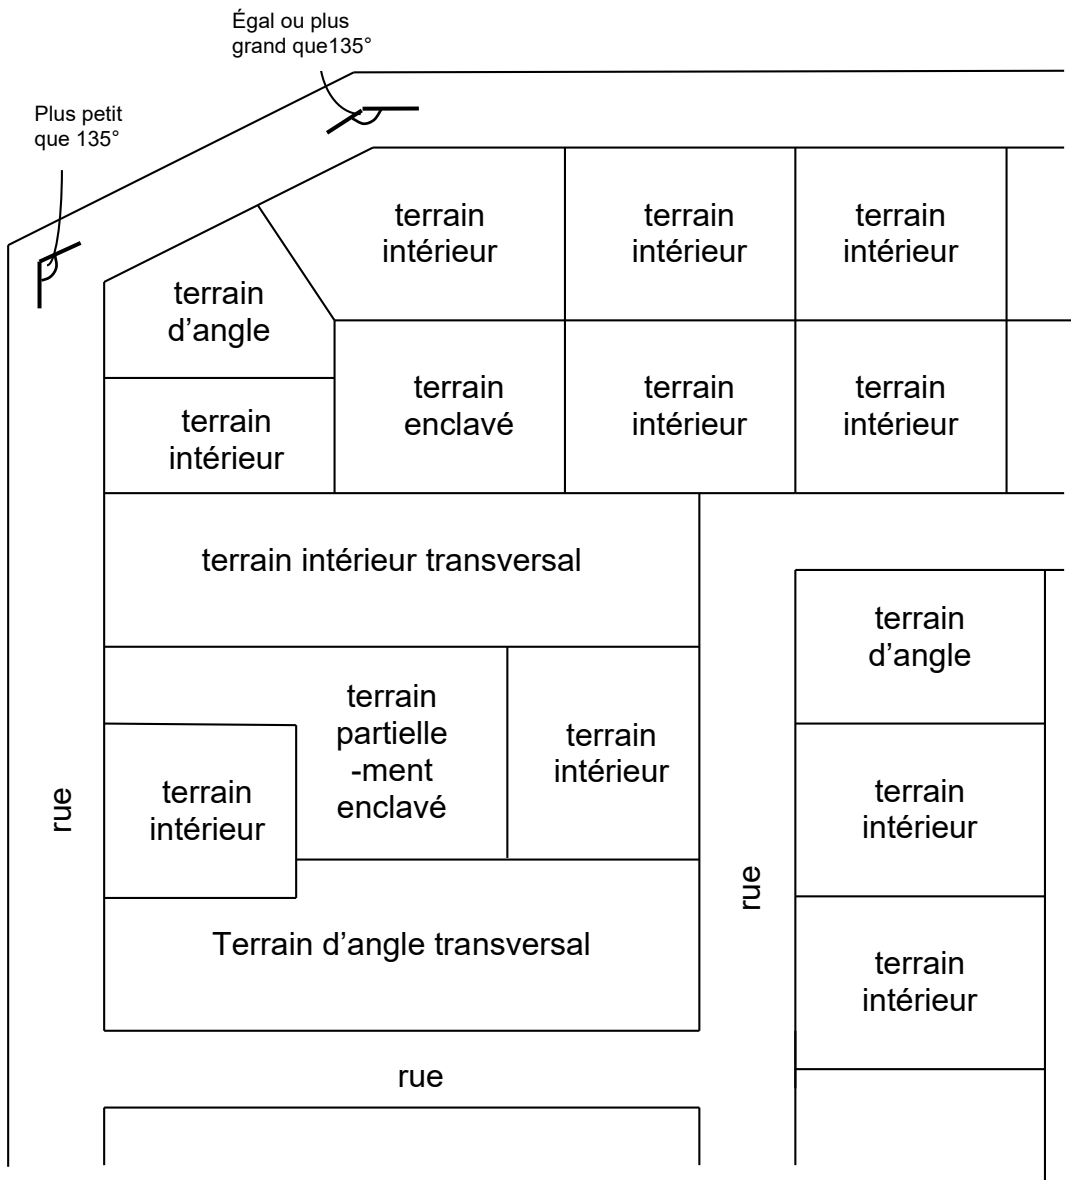 Égal ou plus
grand que135°
Plus petit
que 135°
terrain
intérieur
terrain
intérieur
terrain
intérieur
terrain
d’angle
terrain
enclavé
terrain
intérieur
terrain
intérieur
terrain
intérieur
terrain intérieur transversal
terrain
d’angle
terrain
partielle
-ment
enclavé
terrain
intérieur
terrain
intérieur
terrain
intérieur
rue
rue
Terrain d’angle transversal
terrain
intérieur
rue